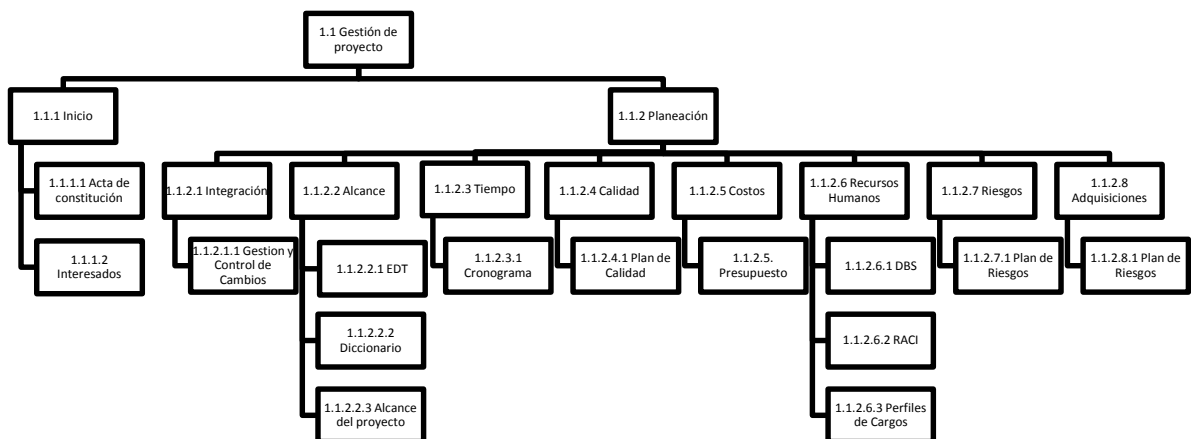 1.1 Gestión de
proyecto
1.1.1 Inicio
1.1.2 Planeación
1.1.1.1 Acta de
constitución
1.1.1.2
Interesados
1.1.2.1 Integración
1.1.2.2 Alcance
1.1.2.3 Tiempo
1.1.2.4 Calidad
1.1.2.5 Costos
1.1.2.6 Recursos
Humanos
1.1.2.7 Riesgos
1.1.2.8
Adquisiciones
1.1.2.1.1 Gestion y
Control de
Cambios
1.1.2.2.1 EDT
1.1.2.3.1
Cronograma
1.1.2.4.1 Plan de
Calidad
1.1.2.5.
Presupuesto
1.1.2.6.1 DBS
1.1.2.7.1 Plan de
Riesgos
1.1.2.8.1 Plan de
Riesgos
1.1.2.2.2
Diccionario
1.1.2.6.2 RACI
1.1.2.2.3 Alcance
del proyecto
1.1.2.6.3 Perfiles
de Cargos